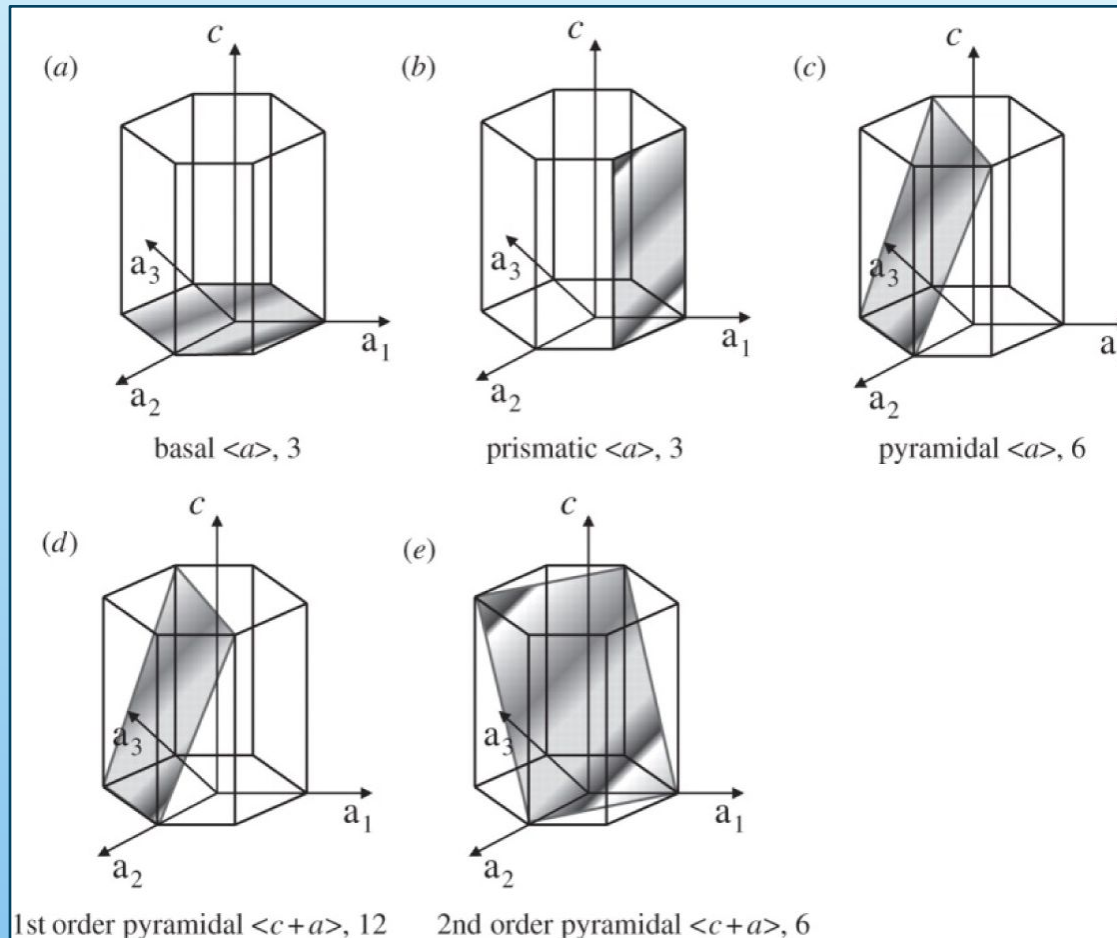 (a)
c
a3
a1
a2
basal <a>, 3
(b)
c
a3
a1
a2
prismatic <a>, 3
(c)
c
a3
a
a2
pyramidal <a>, 6
(d)
c
a3
a1
a2
1st order pyramidal <c+a>, 12
(e)
c
a3
a1
a2
2nd order pyramidal <c+a>, 6